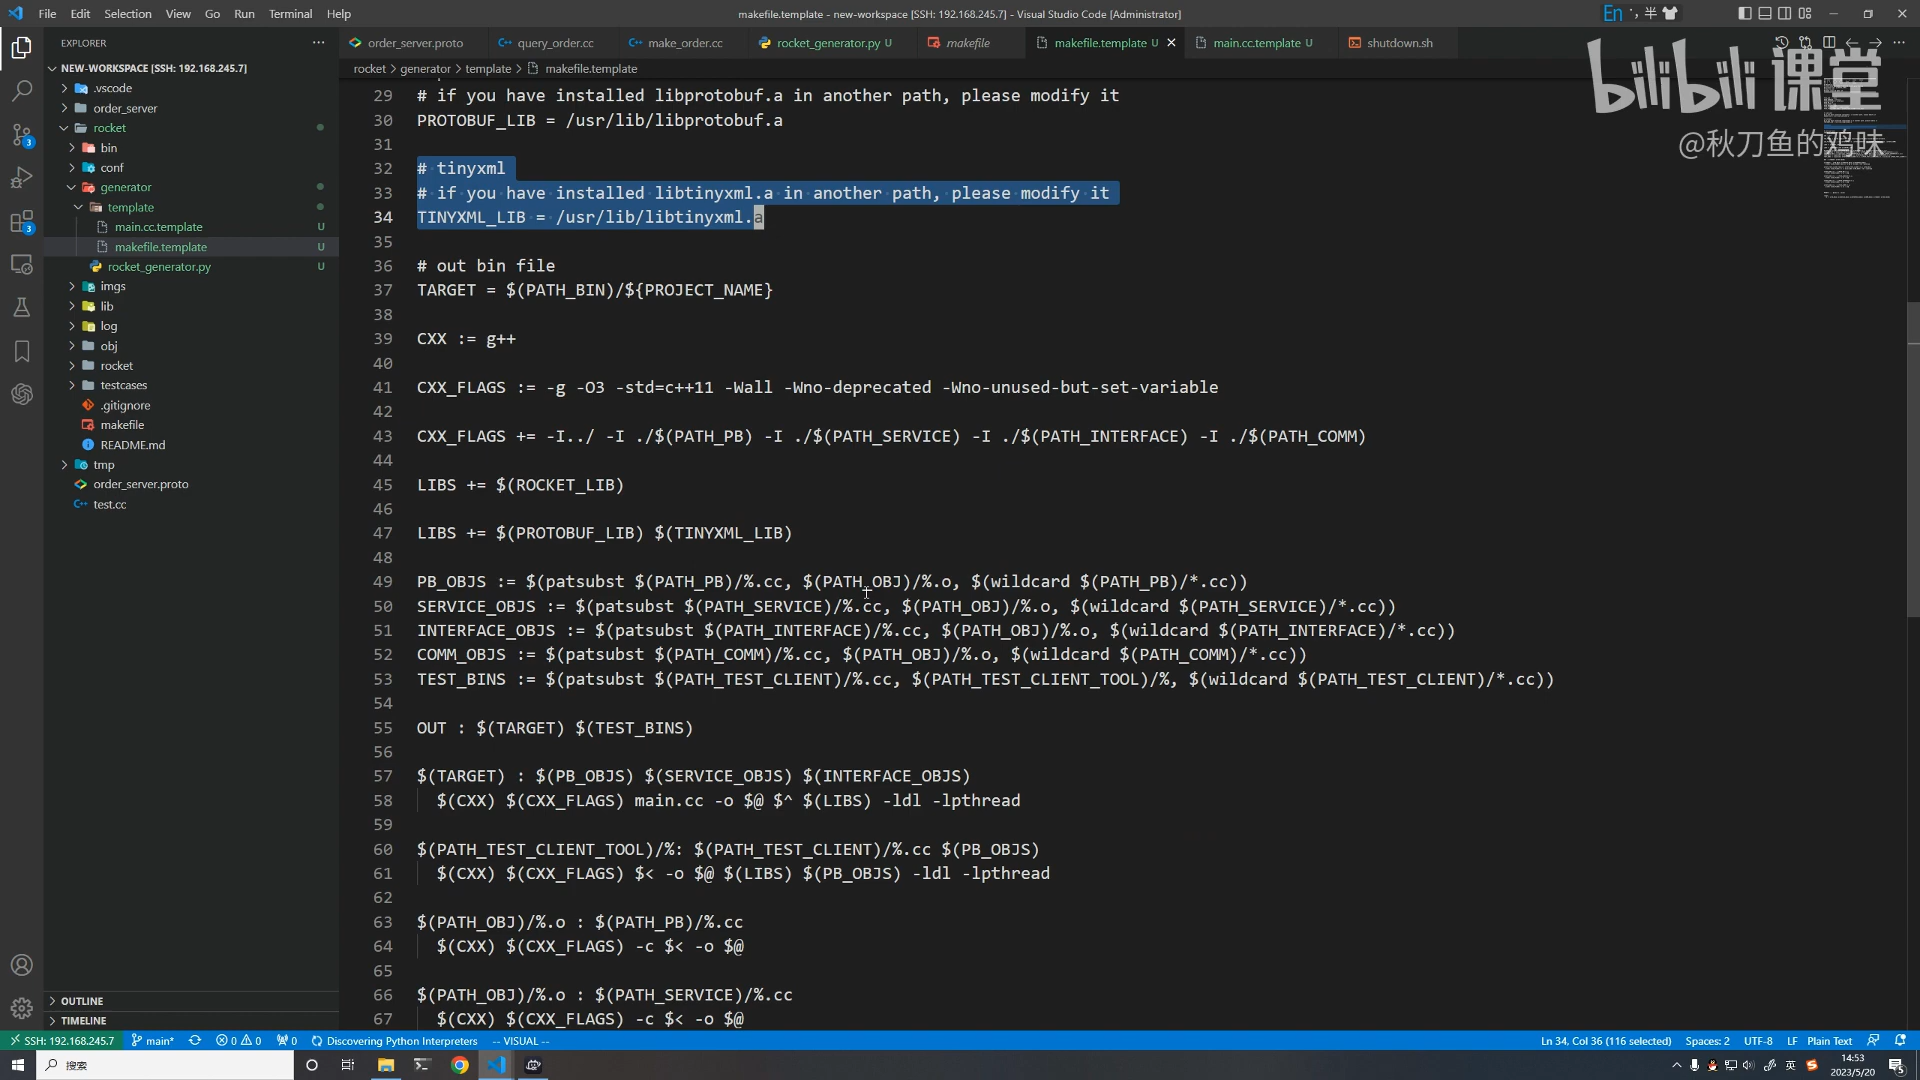 File Edit Selection View Go Run Terminal Help
makefile.template - new-workspace [SSH: 192.168.245.7] - Visual Studio Code [Administrator]
En 半
EXPLORER
order_server.proto
query_order.cc
make_order.cc
rocket_generator.py U
makefile
makefile.template U
main.cc.template U
shutdown.sh
rocket > generator > template > makefile.template
bilibili 课堂
@秋刀鱼的鸡味
NEW-WORKSPACE [SSH: 192.168.245.7]
.vscode
order_server
rocket
bin
conf
generator
template
main.cc.template U
makefile.template U
rocket_generator.py U
imgs
lib
log
obj
rocket
testcases
.gitignore
makefile
README.md
tmp
order_server.proto
test.cc
OUTLINE
TIMELINE
29 # if you have installed libprotobuf.a in another path, please modify it
30 PROTOBUF_LIB = /usr/lib/libprotobuf.a
31
32 # tinyxml
33 # if you have installed libtinyxml.a in another path, please modify it
34 TINYXML_LIB = /usr/lib/libtinyxml.a
35
36 # out bin file
37 TARGET = $(PATH_BIN)/${PROJECT_NAME}
38
39 CXX := g++
40
41 CXX_FLAGS := -g -O3 -std=c++11 -Wall -Wno-deprecated -Wno-unused-but-set-variable
42
43 CXX_FLAGS += -I../ -I ./$(PATH_PB) -I ./$(PATH_SERVICE) -I ./$(PATH_INTERFACE) -I ./$(PATH_COMM)
44
45 LIBS += $(ROCKET_LIB)
46
47 LIBS += $(PROTOBUF_LIB) $(TINYXML_LIB)
48
49 PB_OBJS := $(patsubst $(PATH_PB)/%.cc, $(PATH_OBJ)/%.o, $(wildcard $(PATH_PB)/*.cc))
50 SERVICE_OBJS := $(patsubst $(PATH_SERVICE)/%.cc, $(PATH_OBJ)/%.o, $(wildcard $(PATH_SERVICE)/*.cc))
51 INTERFACE_OBJS := $(patsubst $(PATH_INTERFACE)/%.cc, $(PATH_OBJ)/%.o, $(wildcard $(PATH_INTERFACE)/*.cc))
52 COMM_OBJS := $(patsubst $(PATH_COMM)/%.cc, $(PATH_OBJ)/%.o, $(wildcard $(PATH_COMM)/*.cc))
53 TEST_BINS := $(patsubst $(PATH_TEST_CLIENT)/%.cc, $(PATH_TEST_CLIENT_TOOL)/%, $(wildcard $(PATH_TEST_CLIENT)/*.cc))
54
55 OUT : $(TARGET) $(TEST_BINS)
56
57 $(TARGET) : $(PB_OBJS) $(SERVICE_OBJS) $(INTERFACE_OBJS)
58 $(CXX) $(CXX_FLAGS) main.cc -o $@ $^ $(LIBS) -ldl -lpthread
59
60 $(PATH_TEST_CLIENT_TOOL)/%: $(PATH_TEST_CLIENT)/%.cc $(PB_OBJS)
61 $(CXX) $(CXX_FLAGS) $< -o $@ $(LIBS) $(PB_OBJS) -ldl -lpthread
62
63 $(PATH_OBJ)/%.o : $(PATH_PB)/%.cc
64 $(CXX) $(CXX_FLAGS) -c $< -o $@
65
66 $(PATH_OBJ)/%.o : $(PATH_SERVICE)/%.cc
67 $(CXX) $(CXX_FLAGS) -c $< -o $@
SSH: 192.168.245.7 main* 0 0 0 Discovering Python Interpreters -- VISUAL --
Ln 34, Col 36 (116 selected) Spaces: 2 UTF-8 LF Plain Text
搜索
英
14:53
2023/5/20